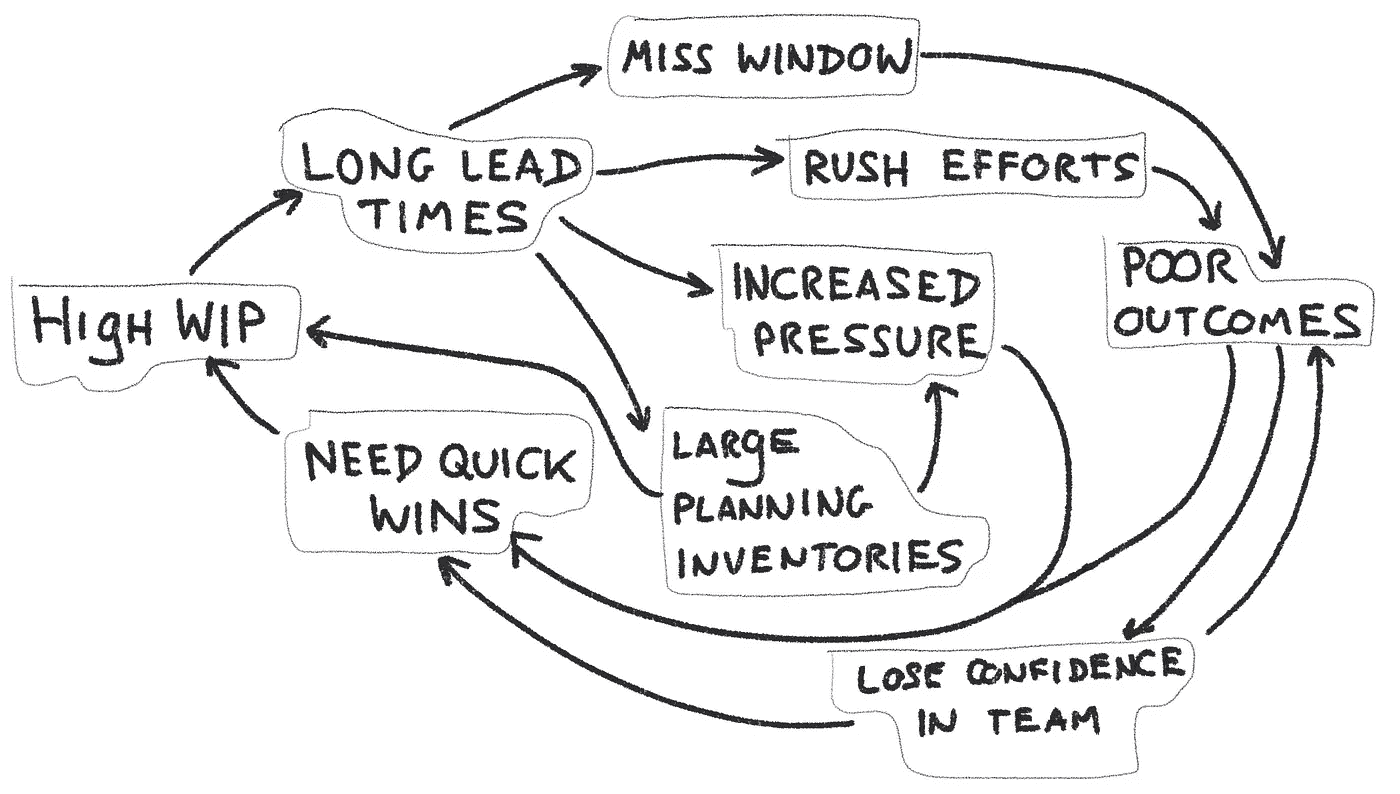 MISS WINDOW
LONG LEAD
TIMES
RUSH EFFORTS
POOR
OUTCOMES
INCREASED
PRESSURE
HIgH WIP
NEED QUICK
WINS
LARgE
PLANNING
INVENTORIES
LOSE CONFIDENCE
IN TEAM